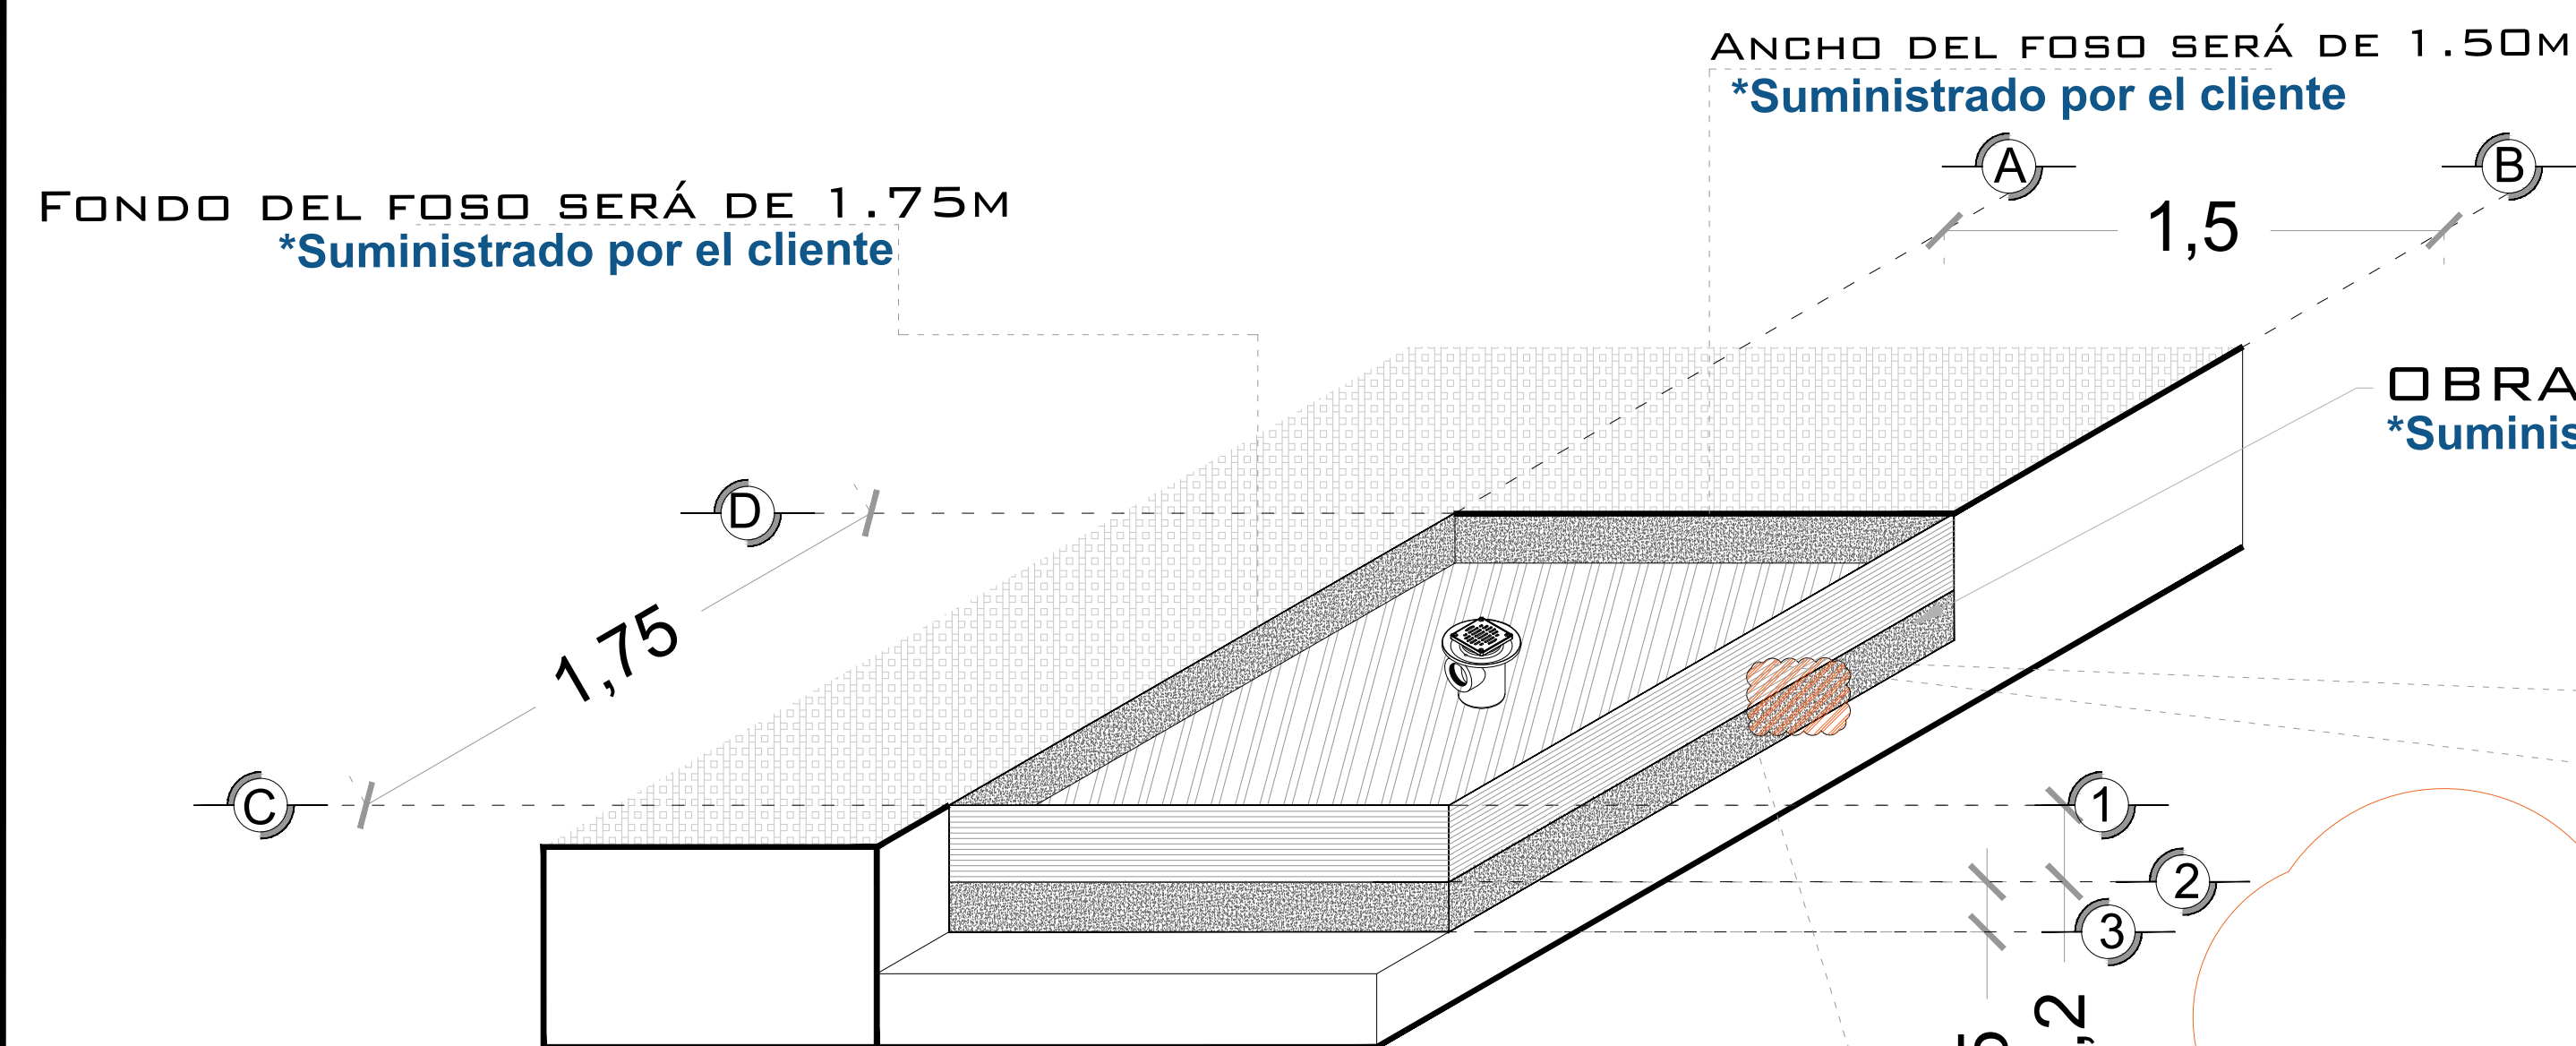 ANCHO DEL FOSO SERÁ DE 1.50M
*Suministrado por el cliente
A
B
1,5
FONDO DEL FOSO SERÁ DE 1.75M
*Suministrado por el cliente
OBRA
D
1,75
C
1
2
3